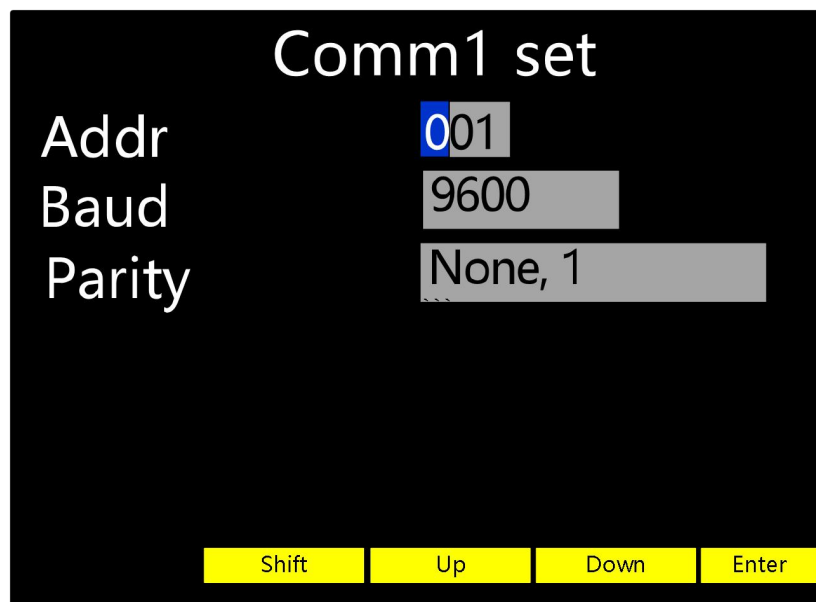 Comm1 set
Addr 001
Baud 9600
Parity None, 1
```
Shift Up Down Enter